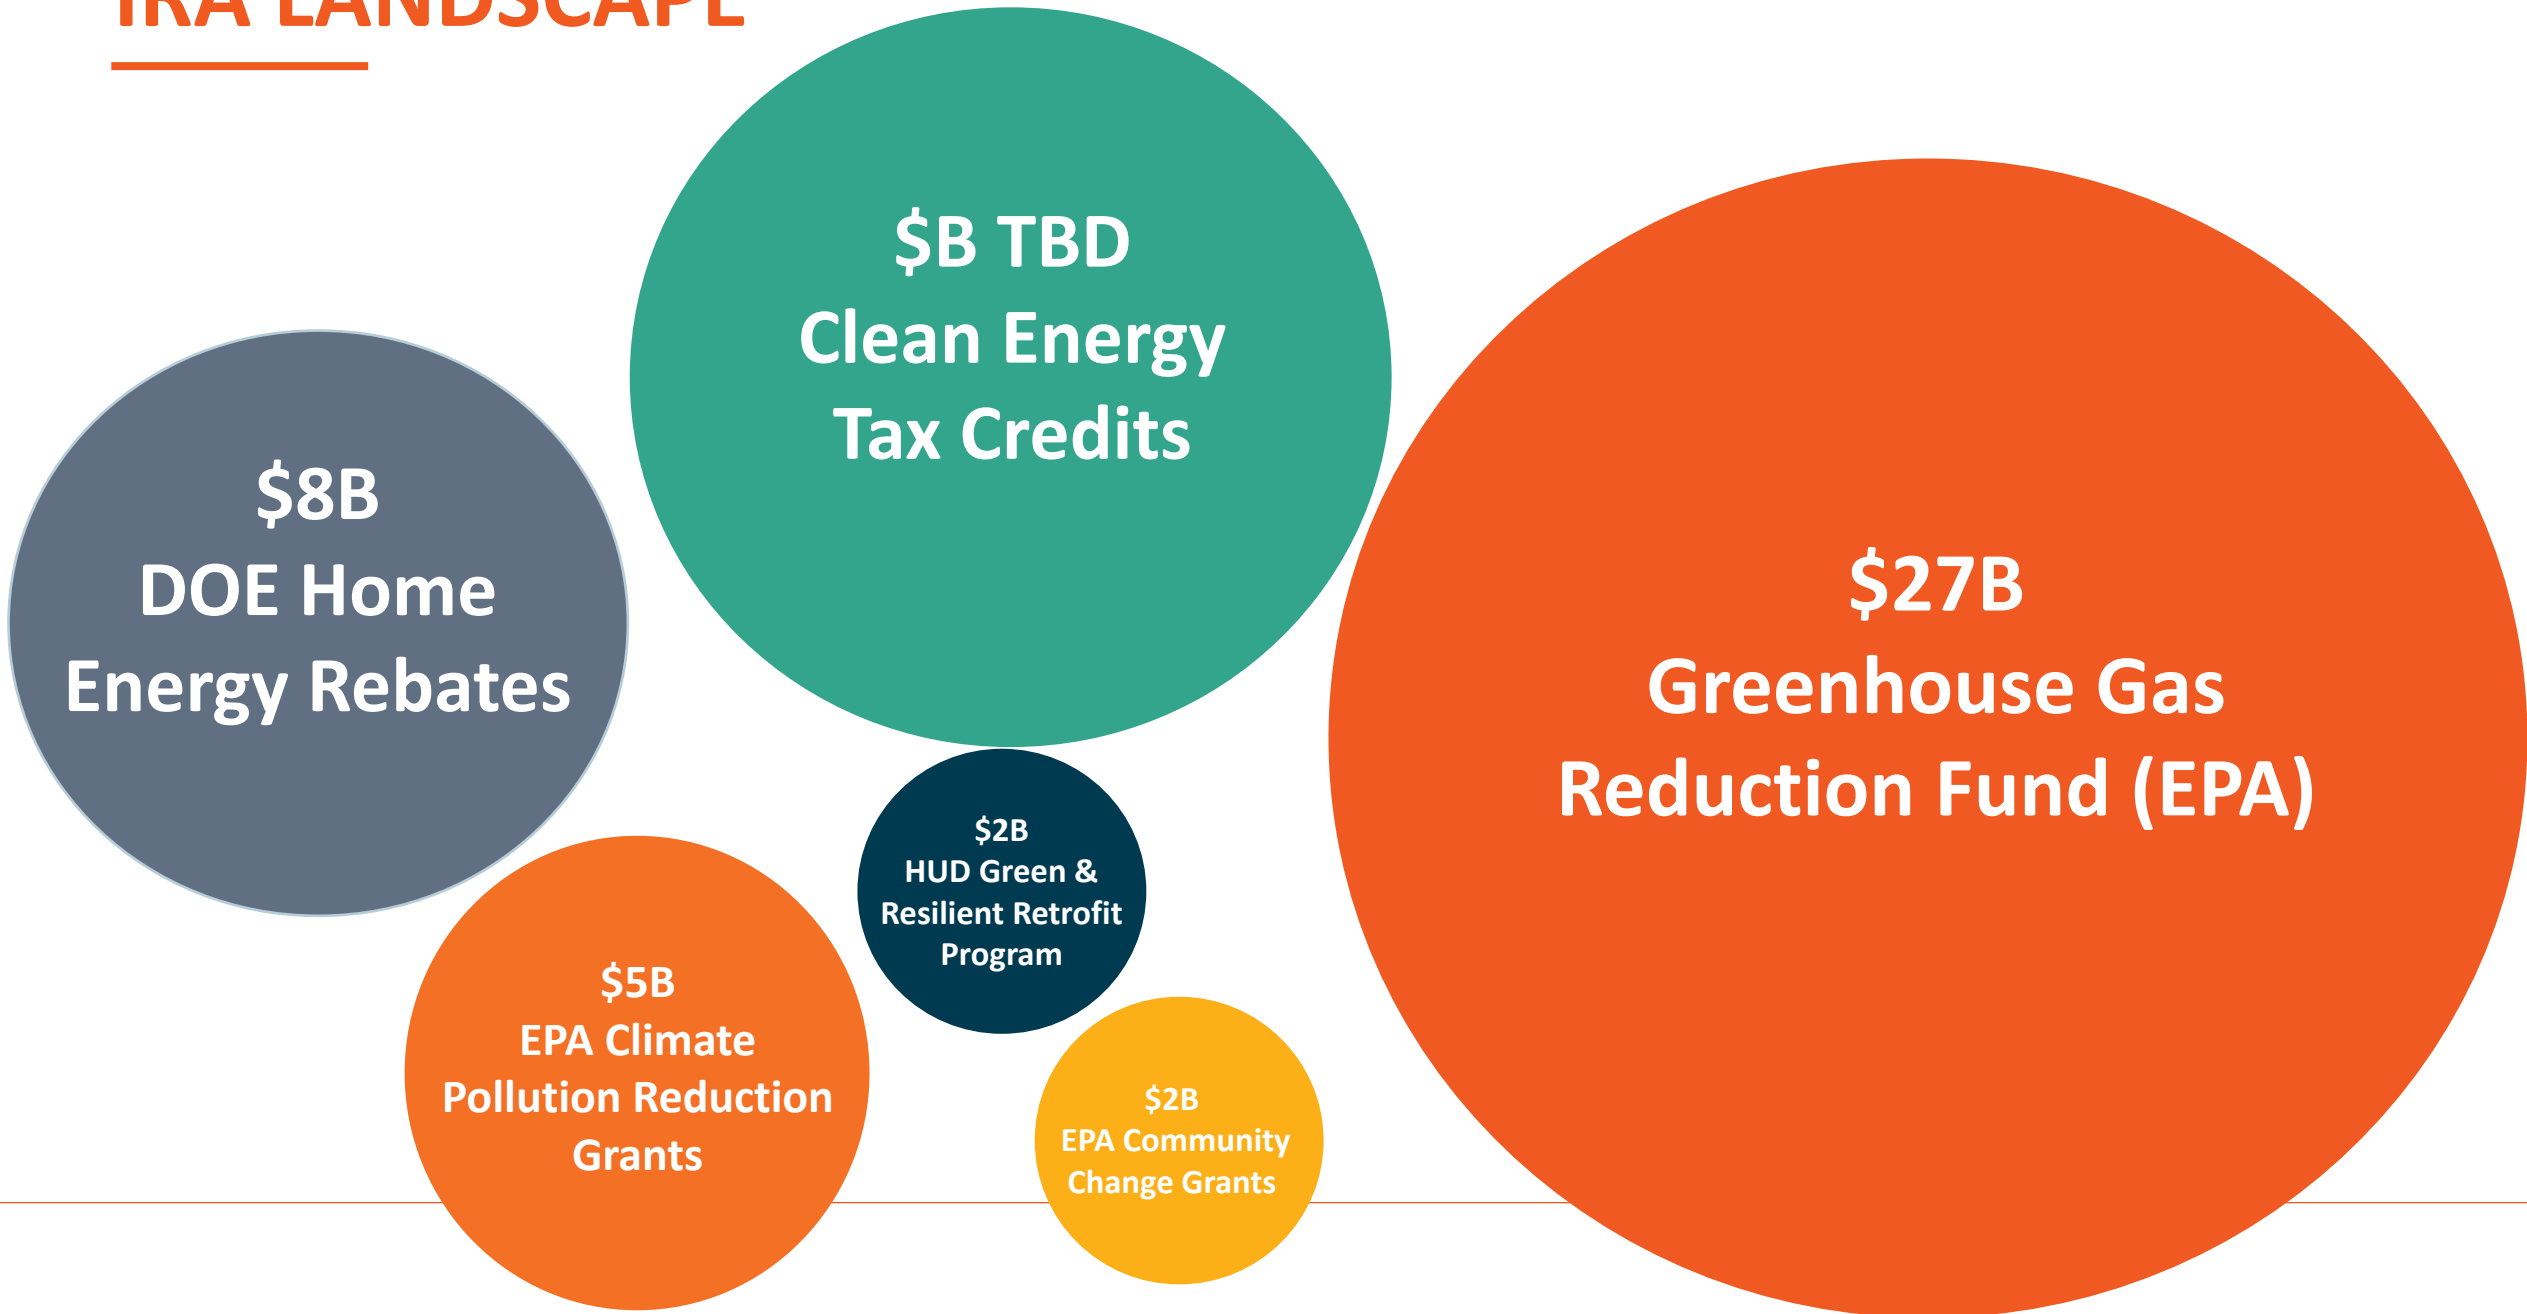 IRA LANDSCAPE
$B TBD
Clean Energy
Tax Credits
$8B
DOE Home
Energy Rebates
$27B
Greenhouse Gas
Reduction Fund (EPA)
$2B
HUD Green &
Resilient Retrofit
Program
$5B
EPA Climate
Pollution Reduction
Grants
$2B
EPA Community
Change Grants